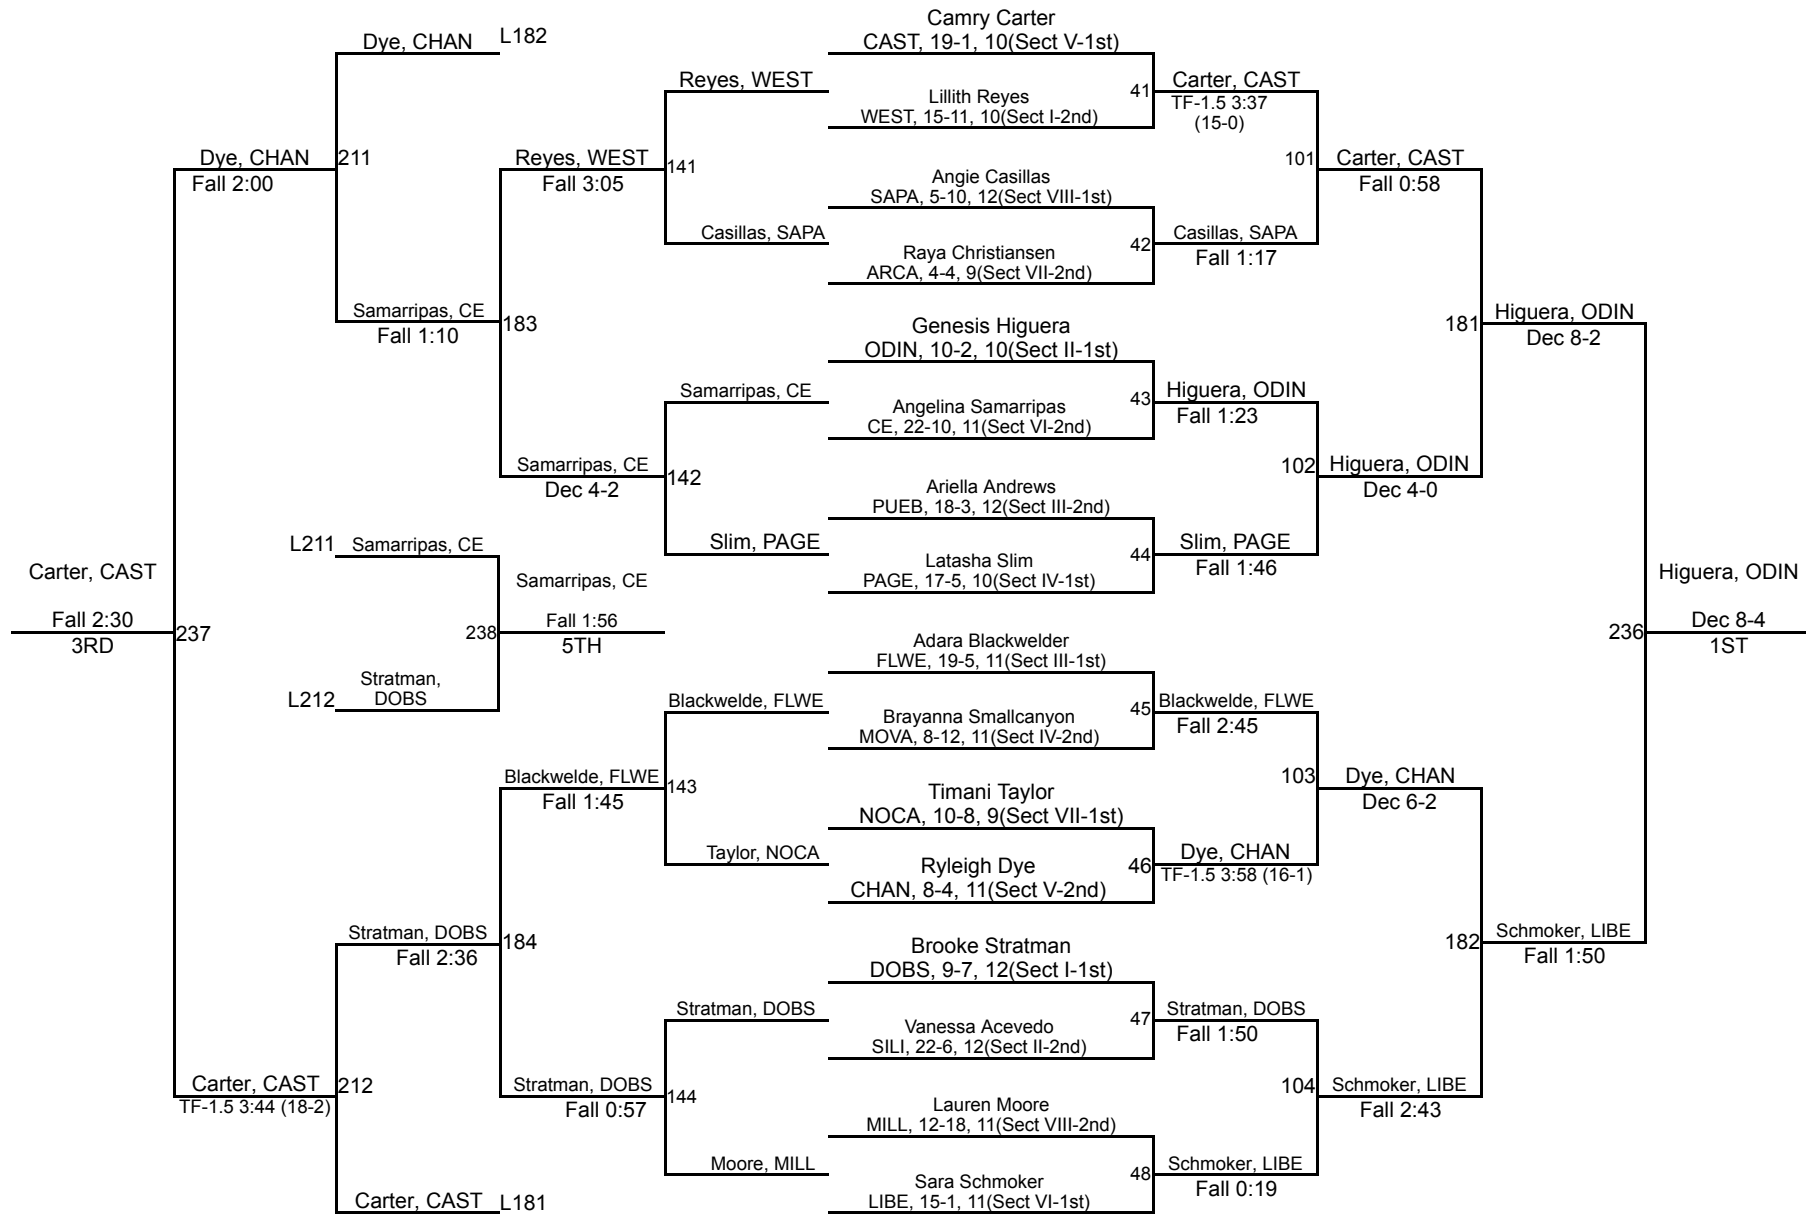 Camry Carter
CAST, 19-1, 10(Sect V-1st)
Dye, CHAN
L182
Reyes, WEST
Lillith Reyes
WEST, 15-11, 10(Sect I-2nd)
41
Carter, CAST
TF-1.5 3:37
(15-0)
Dye, CHAN
Fall 2:00
211
Reyes, WEST
Fall 3:05
141
Angie Casillas
SAPA, 5-10, 12(Sect VIII-1st)
101
Carter, CAST
Fall 0:58
Casillas, SAPA
Raya Christiansen
ARCA, 4-4, 9(Sect VII-2nd)
42
Casillas, SAPA
Fall 1:17
Samarripas, CE
Fall 1:10
183
Genesis Higuera
ODIN, 10-2, 10(Sect II-1st)
181
Higuera, ODIN
Dec 8-2
Samarripas, CE
Angelina Samarripas
CE, 22-10, 11(Sect VI-2nd)
43
Higuera, ODIN
Fall 1:23
Samarripas, CE
Dec 4-2
142
Ariella Andrews
PUEB, 18-3, 12(Sect III-2nd)
102
Higuera, ODIN
Dec 4-0
L211
Samarripas, CE
Slim, PAGE
Latasha Slim
PAGE, 17-5, 10(Sect IV-1st)
44
Slim, PAGE
Fall 1:46
Carter, CAST
Fall 2:30
3RD
237
Samarripas, CE
238
Fall 1:56
5TH
Higuera, ODIN
236
Dec 8-4
1ST
Adara Blackwelder
FLWE, 19-5, 11(Sect III-1st)
L212
Stratman,
DOBS
Blackwelde, FLWE
Brayanna Smallcanyon
MOVA, 8-12, 11(Sect IV-2nd)
45
Blackwelde, FLWE
Fall 2:45
Blackwelde, FLWE
Fall 1:45
143
Timani Taylor
NOCA, 10-8, 9(Sect VII-1st)
103
Dye, CHAN
Dec 6-2
Taylor, NOCA
Ryleigh Dye
CHAN, 8-4, 11(Sect V-2nd)
46
Dye, CHAN
TF-1.5 3:58 (16-1)
Stratman, DOBS
Fall 2:36
184
Brooke Stratman
DOBS, 9-7, 12(Sect I-1st)
182
Schmoker, LIBE
Fall 1:50
Stratman, DOBS
Vanessa Acevedo
SILI, 22-6, 12(Sect II-2nd)
47
Stratman, DOBS
Fall 1:50
Carter, CAST
TF-1.5 3:44 (18-2)
212
Stratman, DOBS
Fall 0:57
144
Lauren Moore
MILL, 12-18, 11(Sect VIII-2nd)
104
Schmoker, LIBE
Fall 2:43
Moore, MILL
Sara Schmoker
LIBE, 15-1, 11(Sect VI-1st)
48
Schmoker, LIBE
Fall 0:19
Carter, CAST
L181